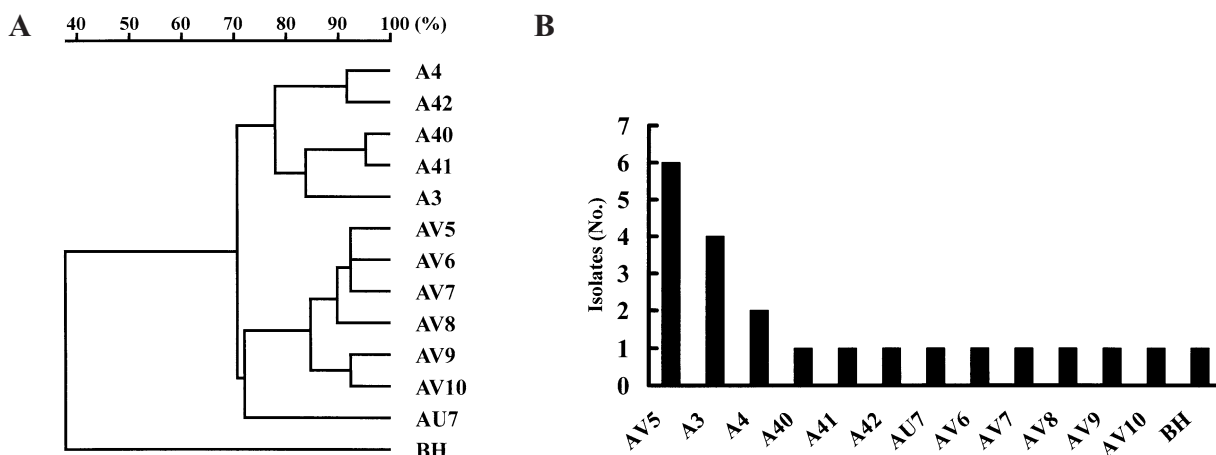 A
40 50 60 70 80 90 100 (%)
A4
A42
A40
A41
A3
AV5
AV6
AV7
AV8
AV9
AV10
AU7
BH
B
Isolates (No.)
7
6
5
4
3
2
1
0
AV5 A3 A4 A40 A41 A42 AU7 AV6 AV7 AV8 AV9 AV10 BH